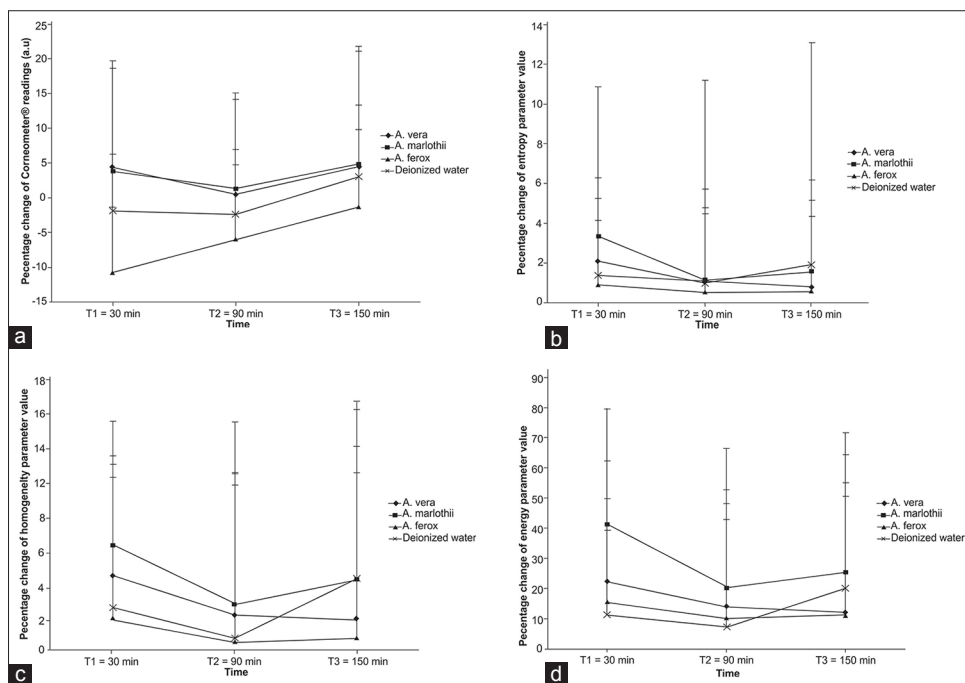 25
20
15
10
5
0
-5
-10
-15
Pecentage change of Corneometer® readings (a.u)
T1 = 30 min
T2 = 90 min
T3 = 150 min
Time
A. vera
A. marlothii
A. ferox
Deionized water
a
14
12
10
8
6
4
2
0
Pecentage change of entropy parameter value
T1 = 30 min
T2 = 90 min
T3 = 150 min
Time
A. vera
A. marlothii
A. ferox
Deionized water
b
18
16
14
12
10
8
6
4
2
0
Pecentage change of homogeneity parameter value
T1 = 30 min
T2 = 90 min
T3 = 150 min
Time
A. vera
A. marlothii
A. ferox
Deionized water
c
90
80
70
60
50
40
30
20
10
0
Pecentage change of energy parameter value
T1 = 30 min
T2 = 90 min
T3 = 150 min
Time
A. vera
A. marlothii
A. ferox
Deionized water
d